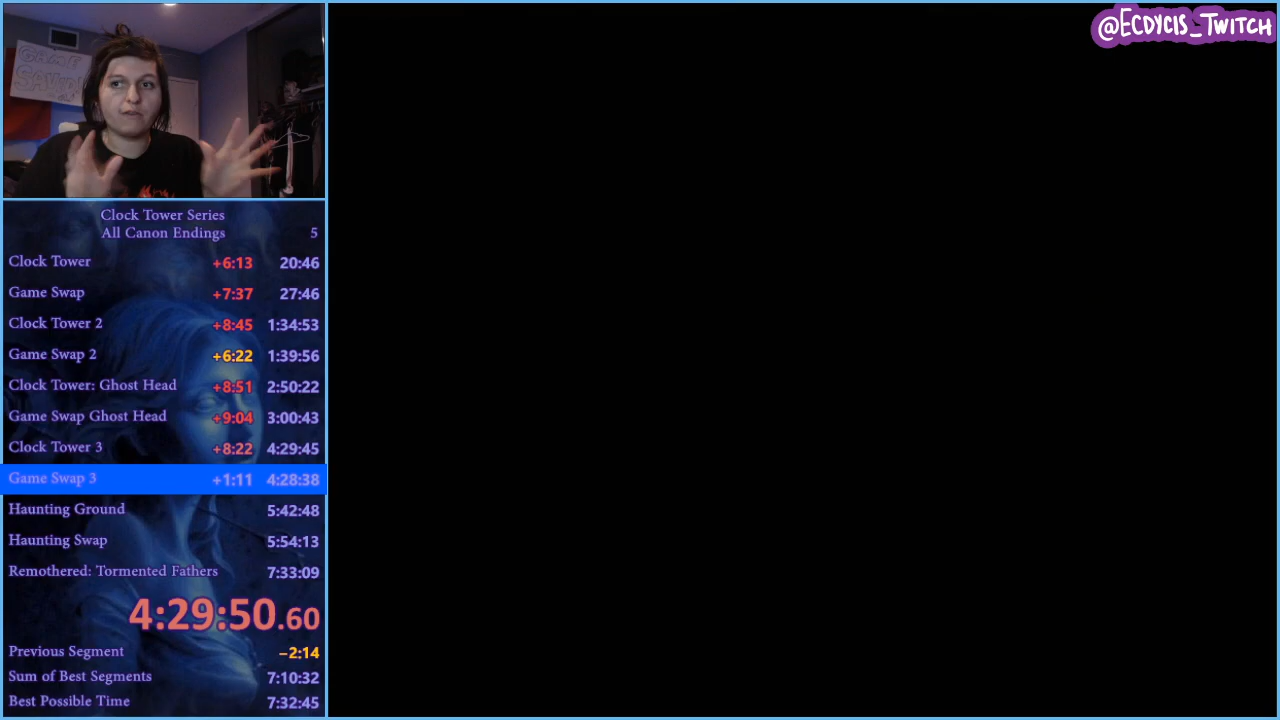 @ECDYCIS_TWITCH
GAME
SAVIN
Clock Tower Series
All Canon Endings 5
Clock Tower +6:13 20:46
Game Swap +7:37 27:46
Clock Tower 2 +8:45 1:34:53
Game Swap 2 +6:22 1:39:56
Clock Tower: Ghost Head +8:51 2:50:22
Game Swap Ghost Head +9:04 3:00:43
Clock Tower 3 +8:22 4:29:45
Game Swap 3 +1:11 4:28:38
Haunting Ground 5:42:48
Haunting Swap 5:54:13
Remothered: Tormented Fathers 7:33:09
4:29:50.60
Previous Segment −2:14
Sum of Best Segments 7:10:32
Best Possible Time 7:32:45